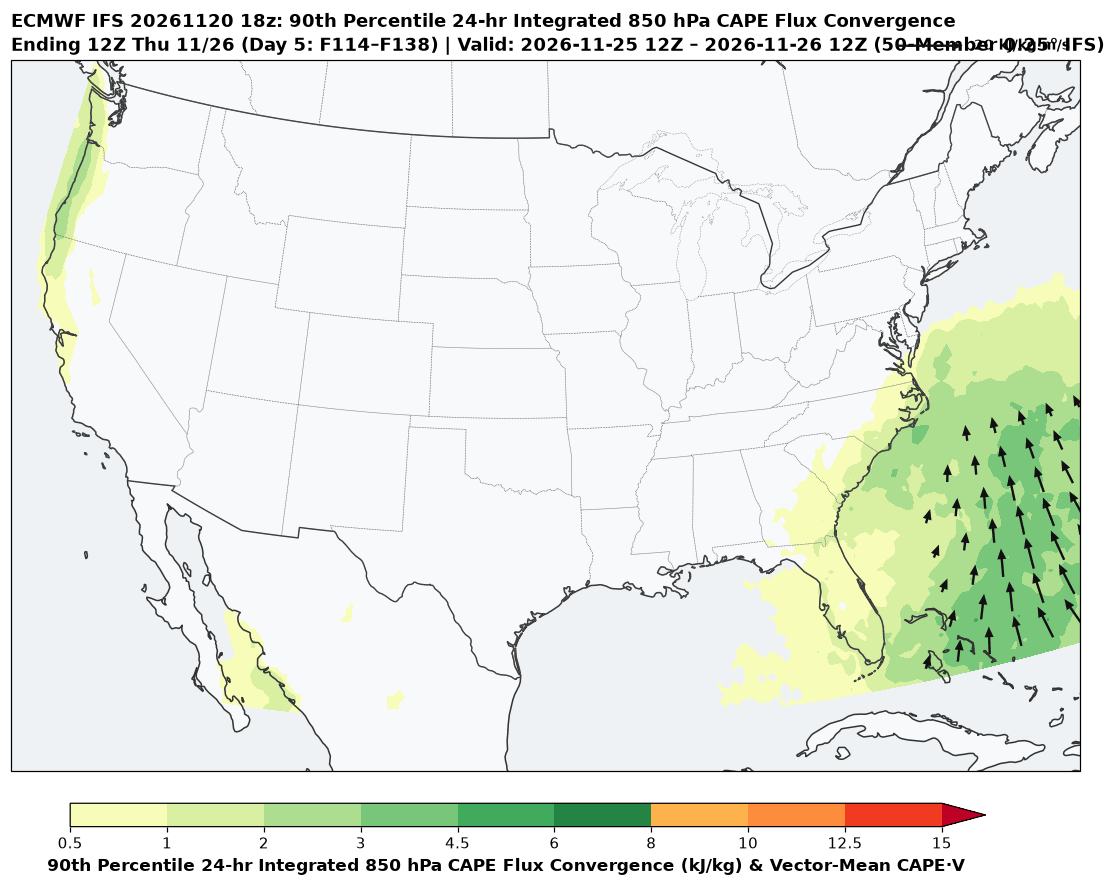 ECMWF IFS 20261120 18z: 90th Percentile 24-hr Integrated 850 hPa CAPE Flux Convergence
Ending 12Z Thu 11/26 (Day 5: F114–F138) | Valid: 2026-11-25 12Z – 2026-11-26 12Z (50-Member 0.25° IFS)
0.5 1 2 3 4.5 6 8 10 12.5 15
90th Percentile 24-hr Integrated 850 hPa CAPE Flux Convergence (kJ/kg) & Vector-Mean CAPE·V